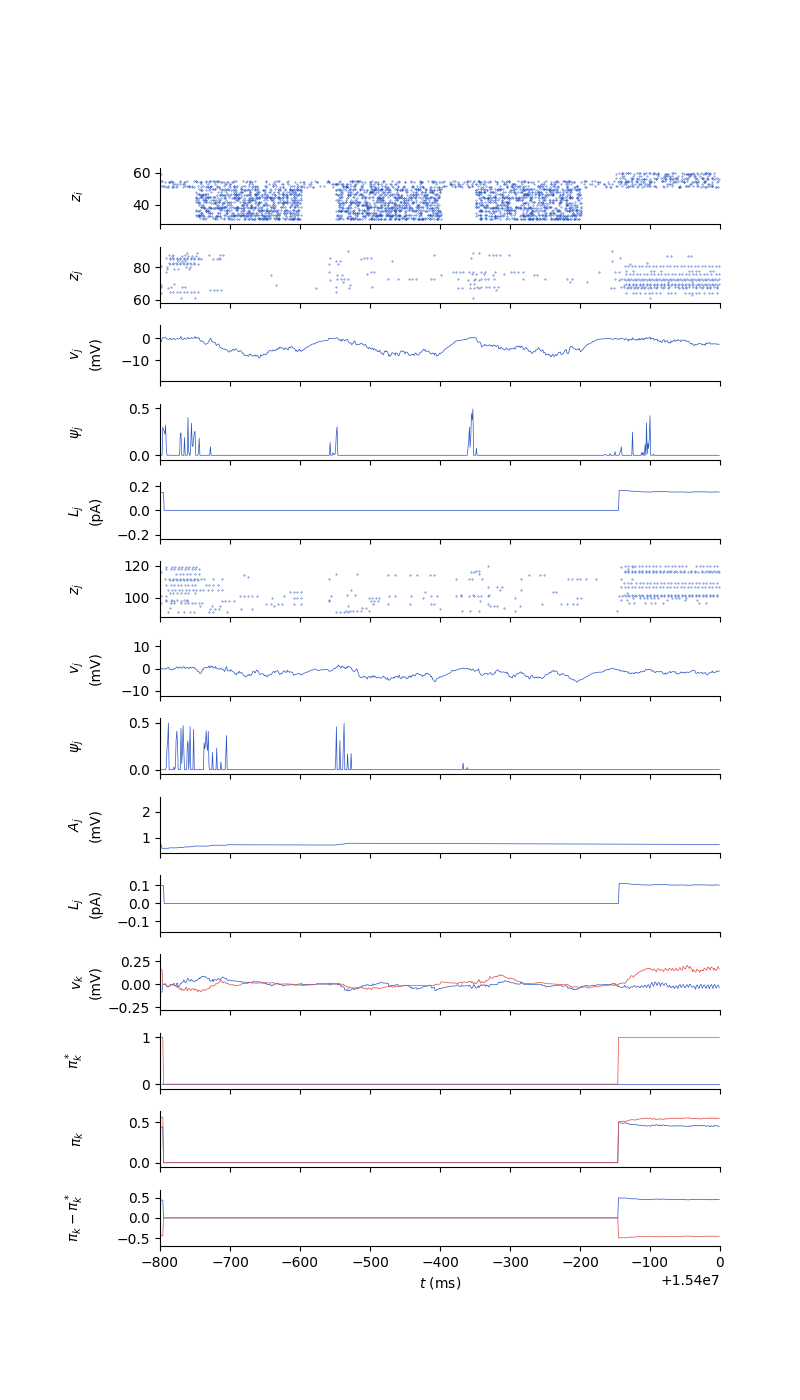 60
40
z_i
80
60
z_j
0
−10
v_j
(mV)
0.5
0.0
ψ_j
0.2
0.0
−0.2
L_j
(pA)
120
100
z_j
10
0
−10
v_j
(mV)
0.5
0.0
ψ_j
2
1
A_j
(mV)
0.1
0.0
−0.1
L_j
(pA)
0.25
0.00
−0.25
v_k
(mV)
1
0
π_k^*
0.5
0.0
π_k
0.5
0.0
−0.5
π_k − π_k^*
−800 −700 −600 −500 −400 −300 −200 −100 0
t (ms)
+1.54e7